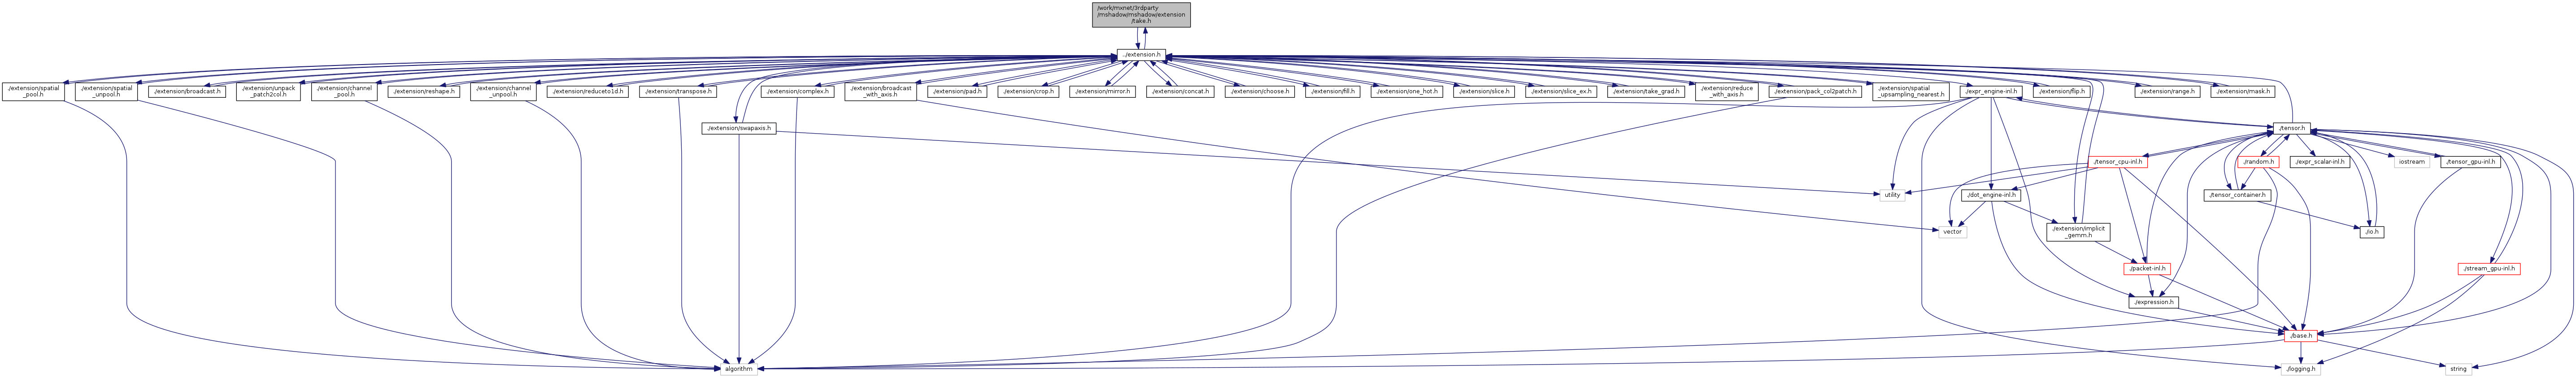 /work/mxnet/3rdparty
/mshadow/mshadow/extension
/take.h
../extension.h
./extension/spatial
_pool.h
./extension/spatial
_unpool.h
./extension/broadcast.h
./extension/unpack
_patch2col.h
./extension/channel
_pool.h
./extension/reshape.h
./extension/channel
_unpool.h
./extension/reduceto1d.h
./extension/transpose.h
./extension/complex.h
./extension/broadcast
_with_axis.h
./extension/pad.h
./extension/crop.h
./extension/mirror.h
./extension/concat.h
./extension/choose.h
./extension/fill.h
./extension/one_hot.h
./extension/slice.h
./extension/slice_ex.h
./extension/take_grad.h
./extension/reduce
_with_axis.h
./extension/pack_col2patch.h
./extension/spatial
_upsampling_nearest.h
./expr_engine-inl.h
./extension/flip.h
./extension/range.h
./extension/mask.h
./extension/swapaxis.h
./tensor.h
./tensor_cpu-inl.h
./random.h
./expr_scalar-inl.h
iostream
./tensor_gpu-inl.h
utility
./dot_engine-inl.h
./tensor_container.h
vector
./extension/implicit
_gemm.h
./io.h
./packet-inl.h
./stream_gpu-inl.h
./expression.h
./base.h
algorithm
./logging.h
string